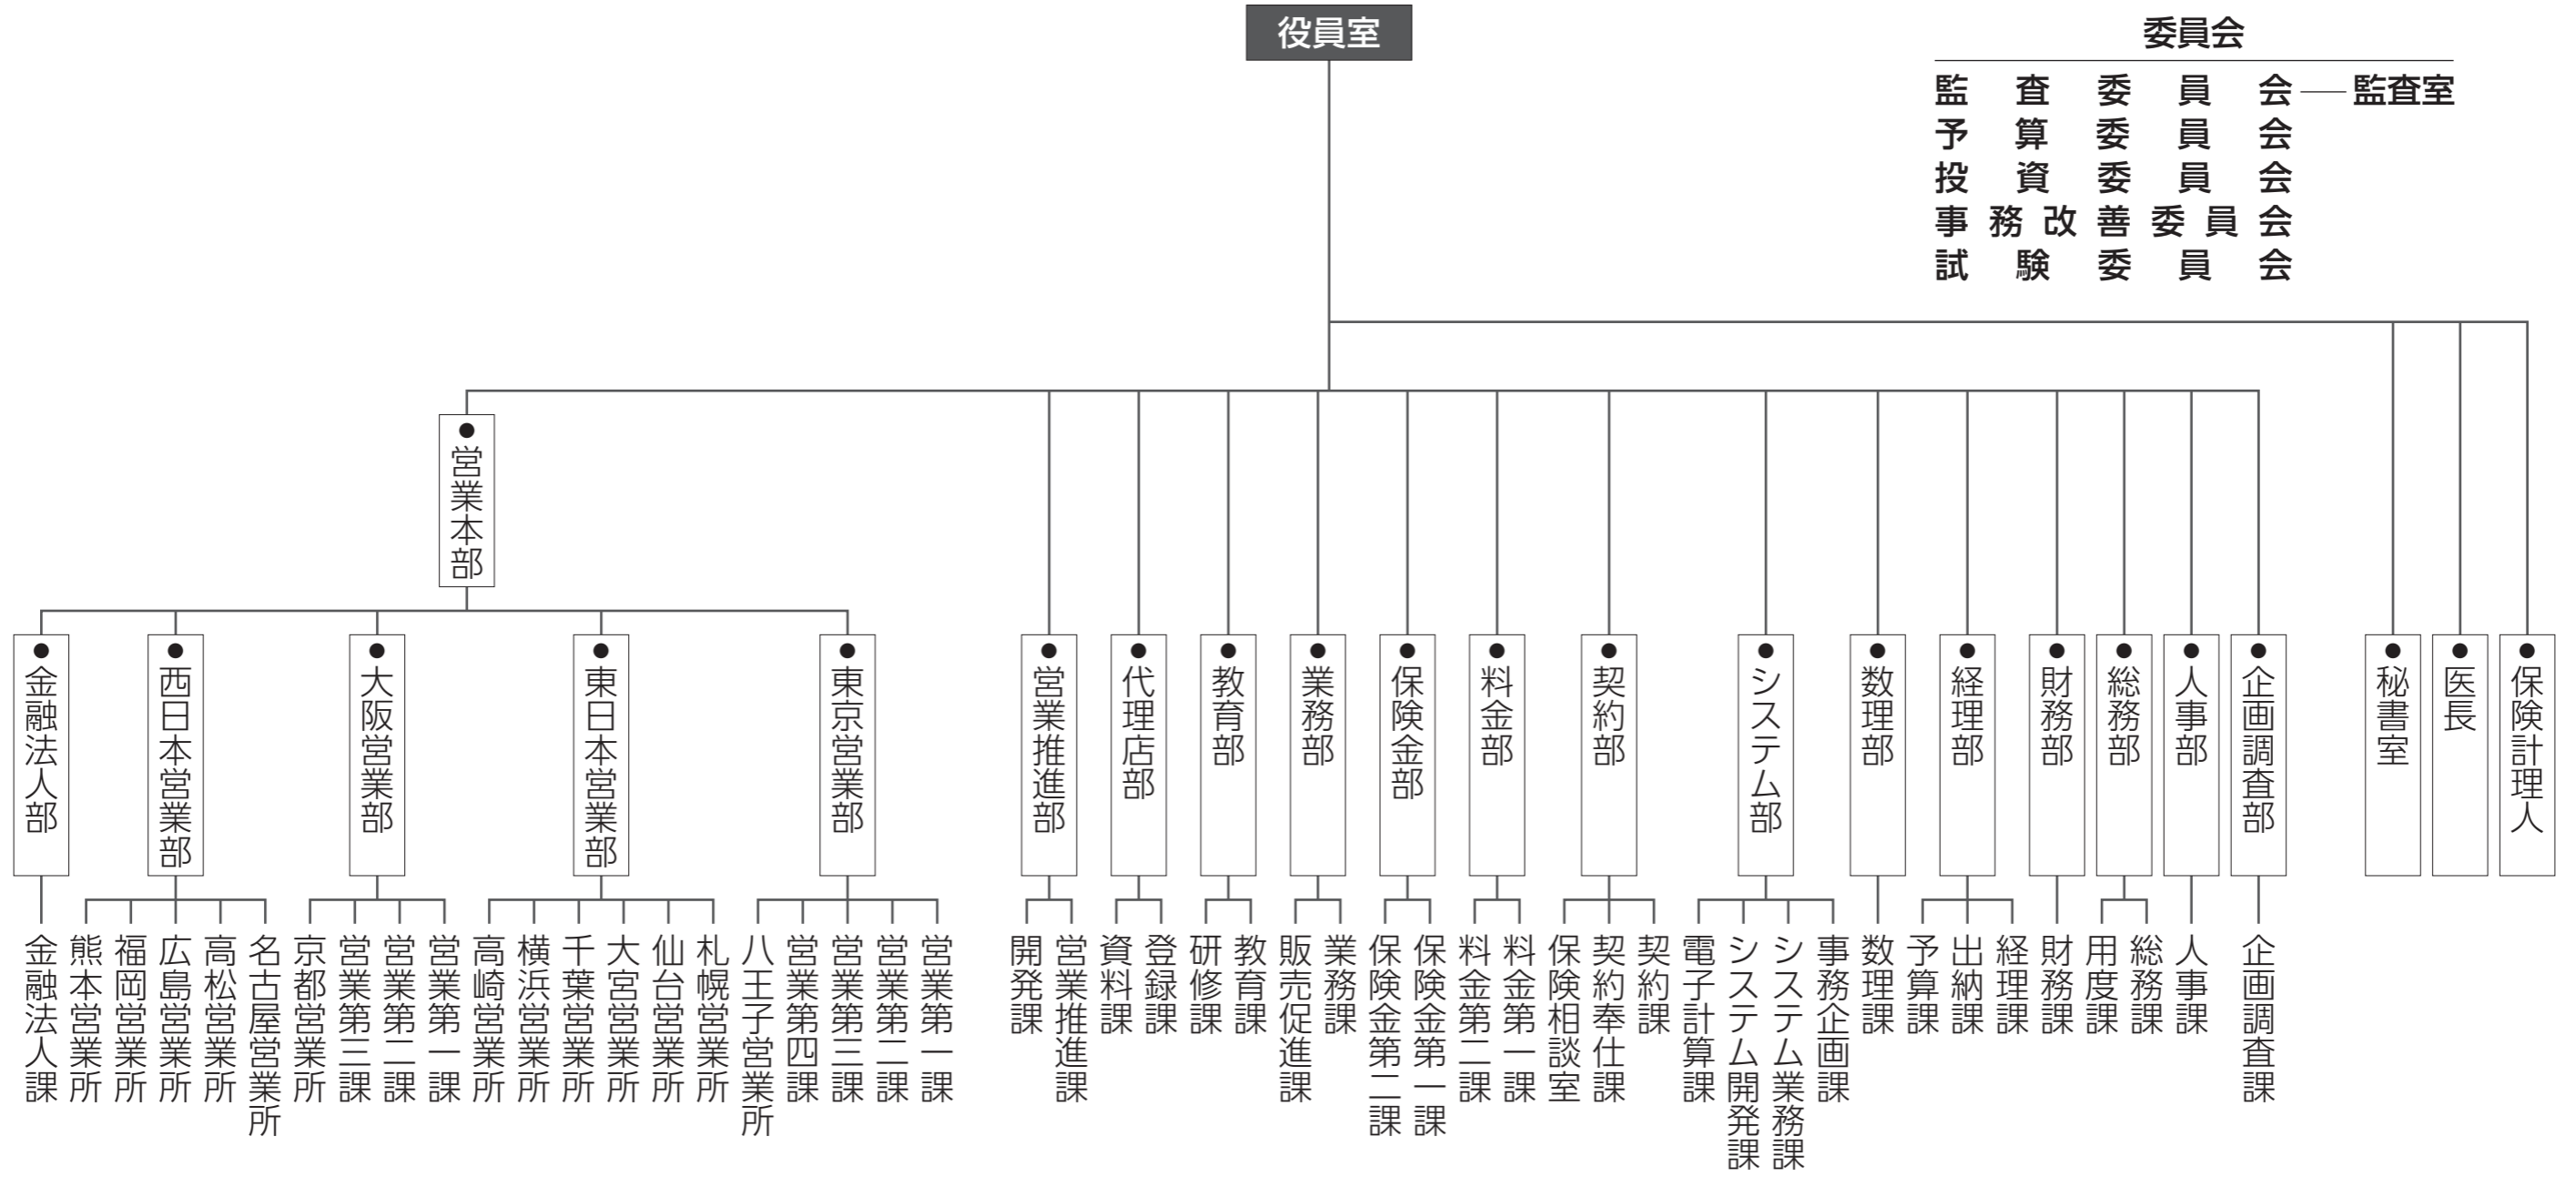 役員室
委員会
監査委員会 監査室
予算委員会
投資委員会
事務改善委員会
試験委員会
●営業本部
●保険計理人
●医長
●秘書室
●企画調査部
●人事部
●総務部
●財務部
●経理部
●数理部
●システム部
●契約部
●料金部
●保険金部
●業務部
●教育部
●代理店部
●営業推進部
●東京営業部
●東日本営業部
●大阪営業部
●西日本営業部
●金融法人部
企画調査課
人事課
総務課
用度課
財務課
経理課
出納課
予算課
数理課
事務企画課
システム業務課
システム開発課
電子計算課
契約課
契約奉仕課
保険相談室
料金第一課
料金第二課
保険金第一課
保険金第二課
業務課
販売促進課
教育課
研修課
登録課
資料課
営業推進課
開発課
営業第一課
営業第二課
営業第三課
営業第四課
八王子営業所
札幌営業所
仙台営業所
大宮営業所
千葉営業所
横浜営業所
高崎営業所
営業第一課
営業第二課
営業第三課
京都営業所
名古屋営業所
高松営業所
広島営業所
福岡営業所
熊本営業所
金融法人課